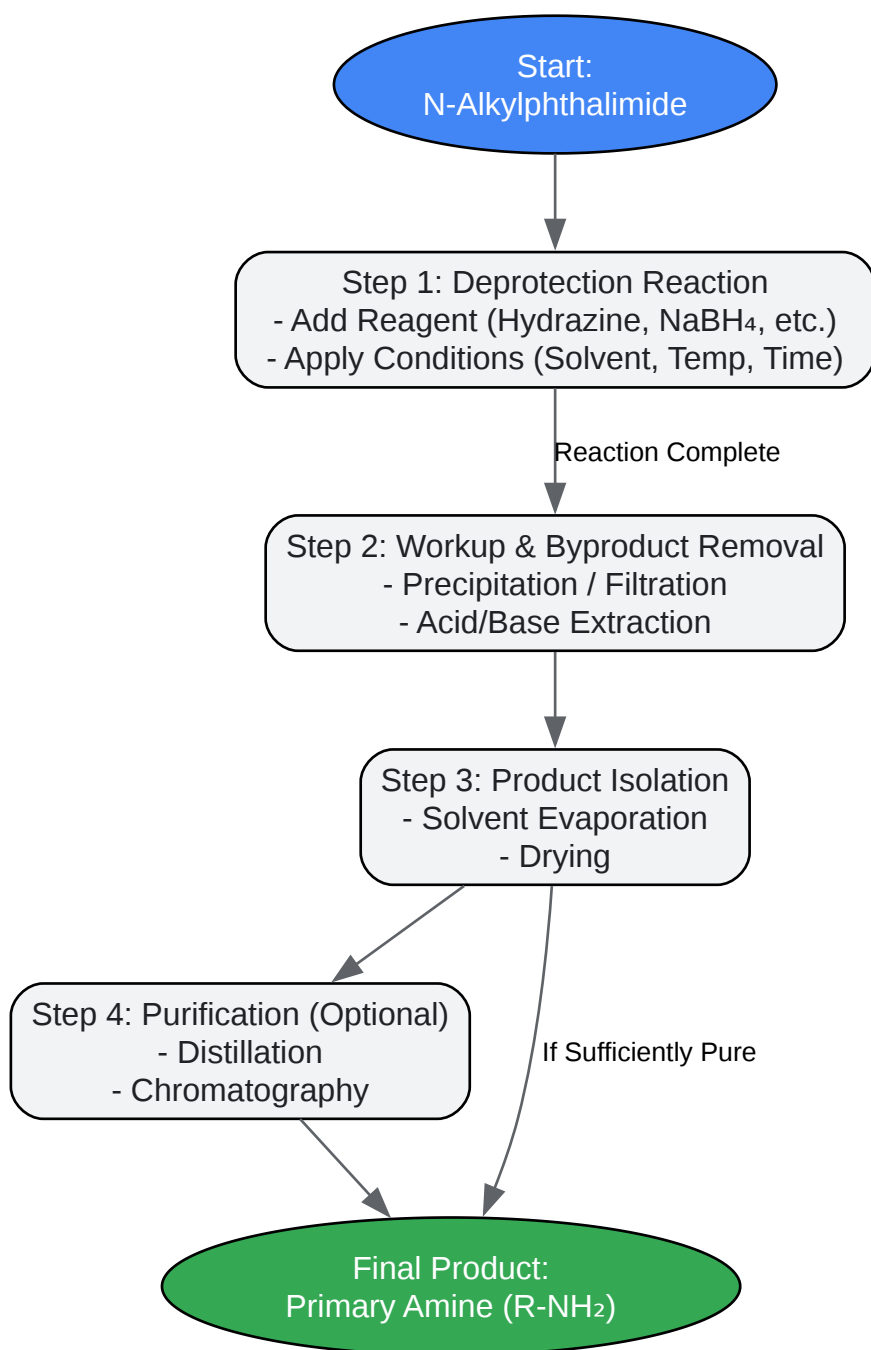 Start:
N-Alkylphthalimide
Step 1: Deprotection Reaction
- Add Reagent (Hydrazine, NaBH₄, etc.)
- Apply Conditions (Solvent, Temp, Time)
Reaction Complete
Step 2: Workup & Byproduct Removal
- Precipitation / Filtration
- Acid/Base Extraction
Step 3: Product Isolation
- Solvent Evaporation
- Drying
Step 4: Purification (Optional)
- Distillation
- Chromatography
If Sufficiently Pure
Final Product:
Primary Amine (R-NH₂)